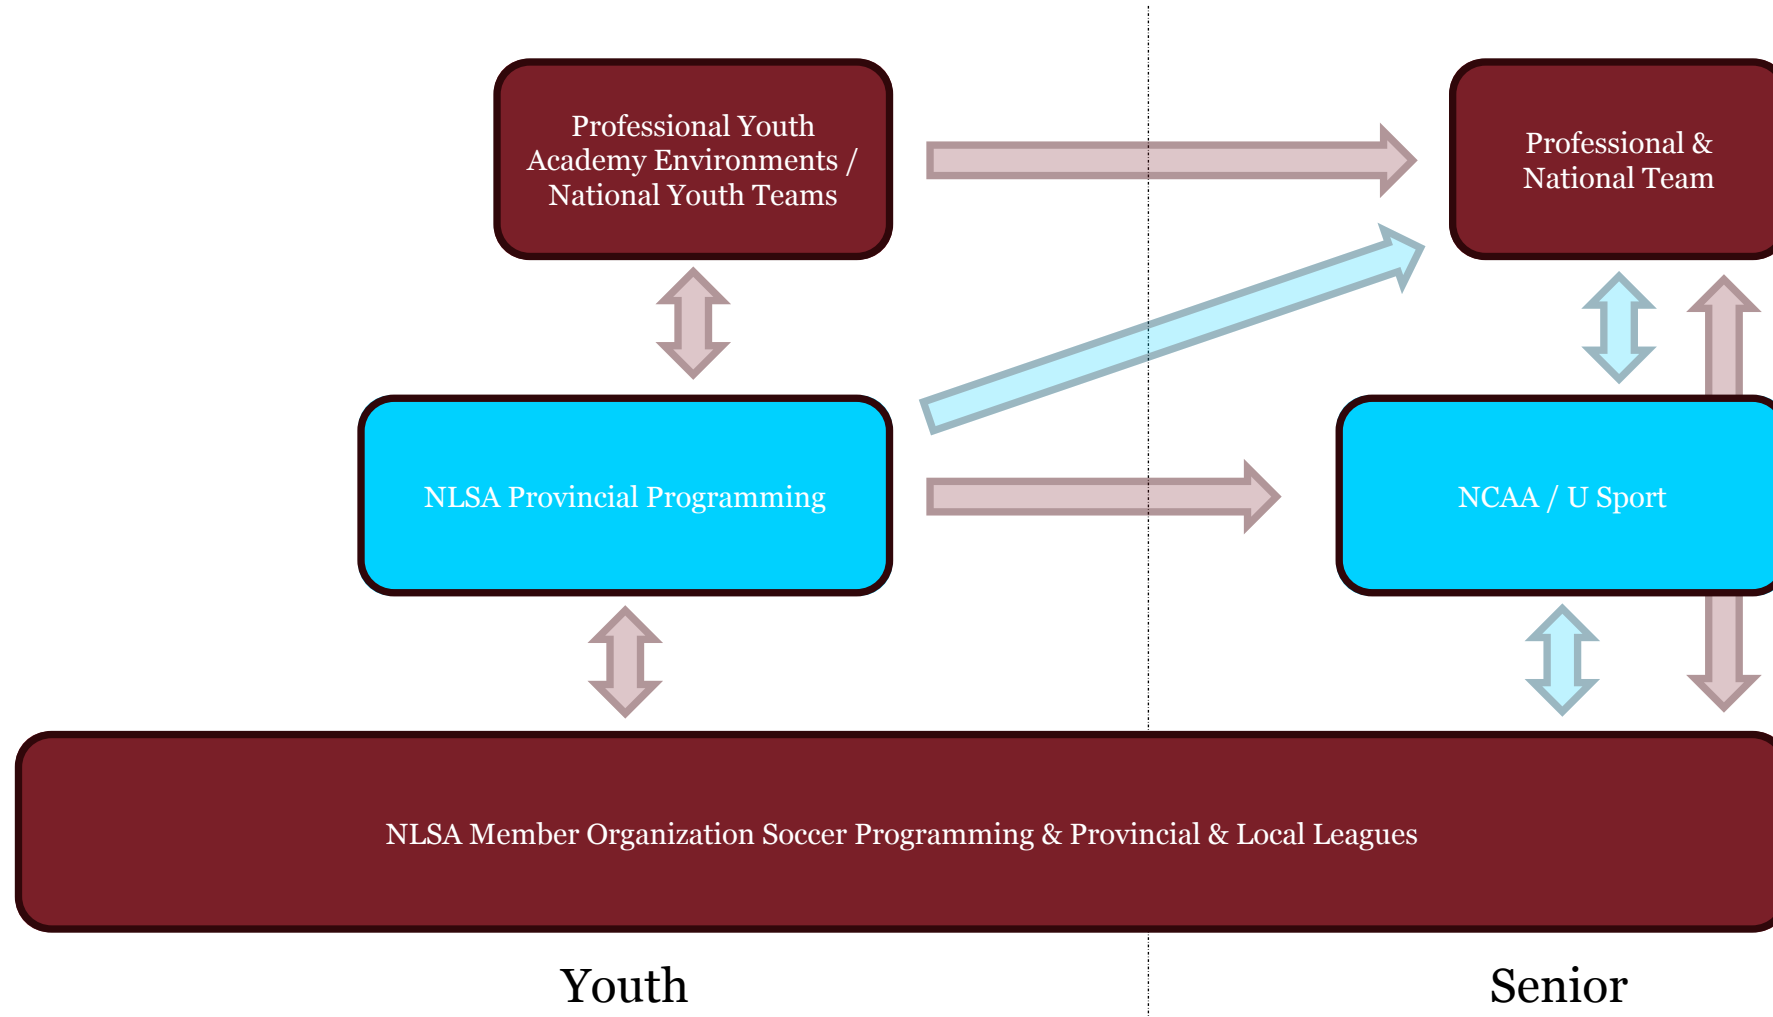 Professional Youth
Academy Environments /
National Youth Teams
Professional &
National Team
NLSA Provincial Programming
NCAA / U Sport
NLSA Member Organization Soccer Programming & Provincial & Local Leagues
Youth
Senior